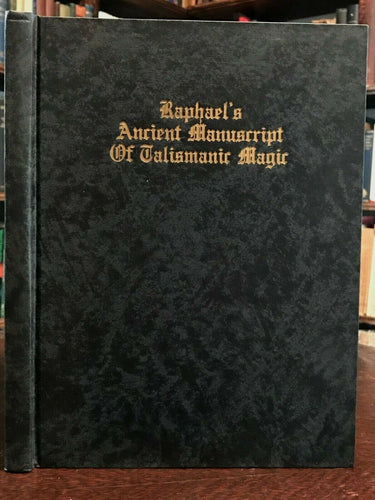 Raphael's
Ancient Manuscript
Of Talismanic Magic